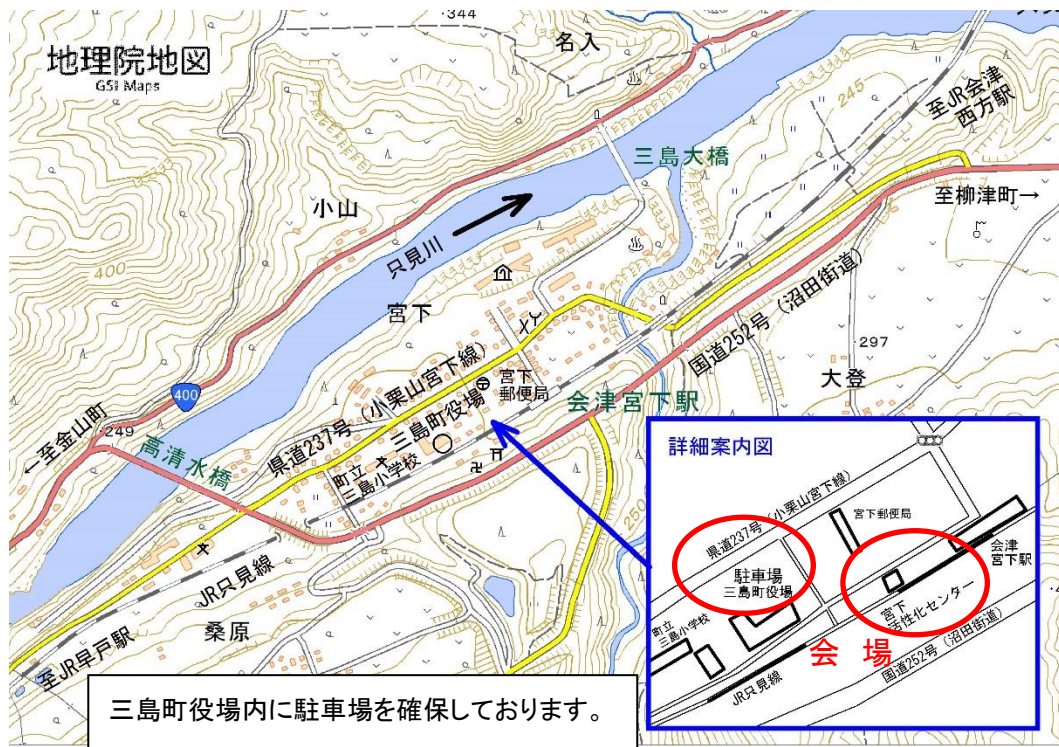 ・344
名入
地理院地図
GSI Maps
245
至JR会津
西方駅
三島大橋
小山
至柳津町→
400
只見川
宮下
国道252号（沼田街道）
・297
大登
県道237号（小栗山宮下線）
宮下
郵便局
三島町役場
会津宮下駅
400
・249
←至金山町
高清水橋
町立
三島小学校
250
JR只見線
桑原
至JR早戸駅
詳細案内図
県道237号（小栗山宮下線）
宮下郵便局
駐車場
三島町役場
会津
宮下駅
町立
三島小学校
宮下
活性化センター
会 場
国道252号（沼田街道）
JR只見線
三島町役場内に駐車場を確保しております。